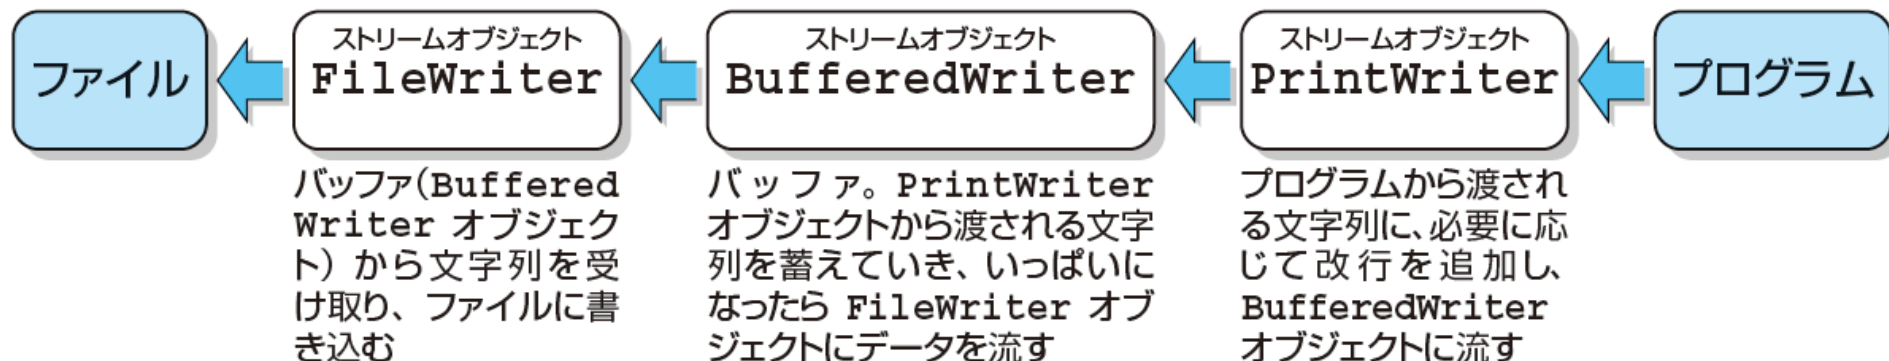 ファイル
ストリームオブジェクト
FileWriter
ストリームオブジェクト
BufferedWriter
ストリームオブジェクト
PrintWriter
プログラム
バッファ(Buffered
Writer オブジェク
ト) から文字列を受
け取り、ファイルに書
き込む
バッファ。PrintWriter
オブジェクトから渡される文字
列を蓄えていき、いっぱいに
なったら FileWriter オブ
ジェクトにデータを流す
プログラムから渡され
る文字列に、必要に応
じて改行を追加し、
BufferedWriter
オブジェクトに流す